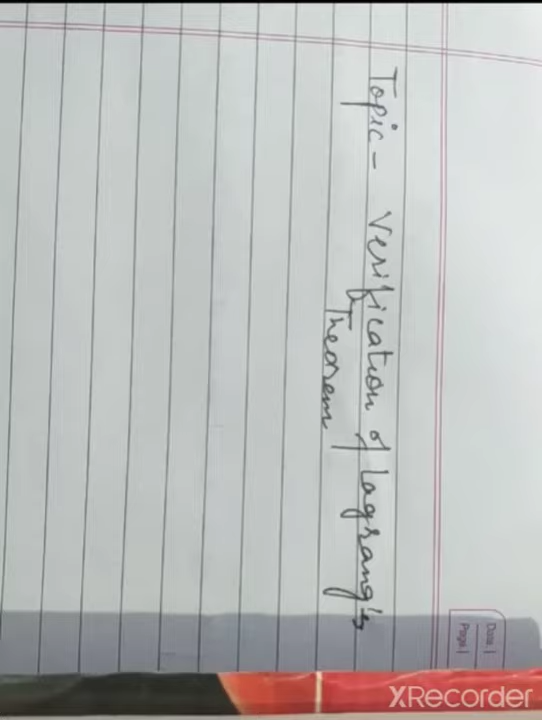 Date |
Page |
Topic - Verification of Lagrang's
Theorem
XRecorder